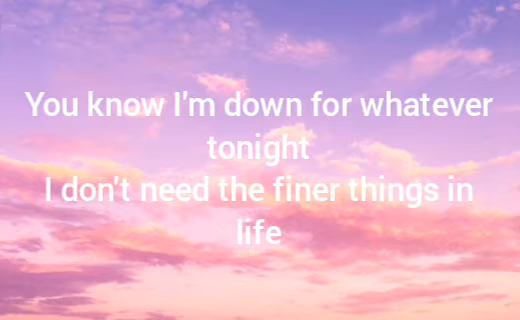 You know I'm down for whatever
tonight
I don't need the finer things in
life